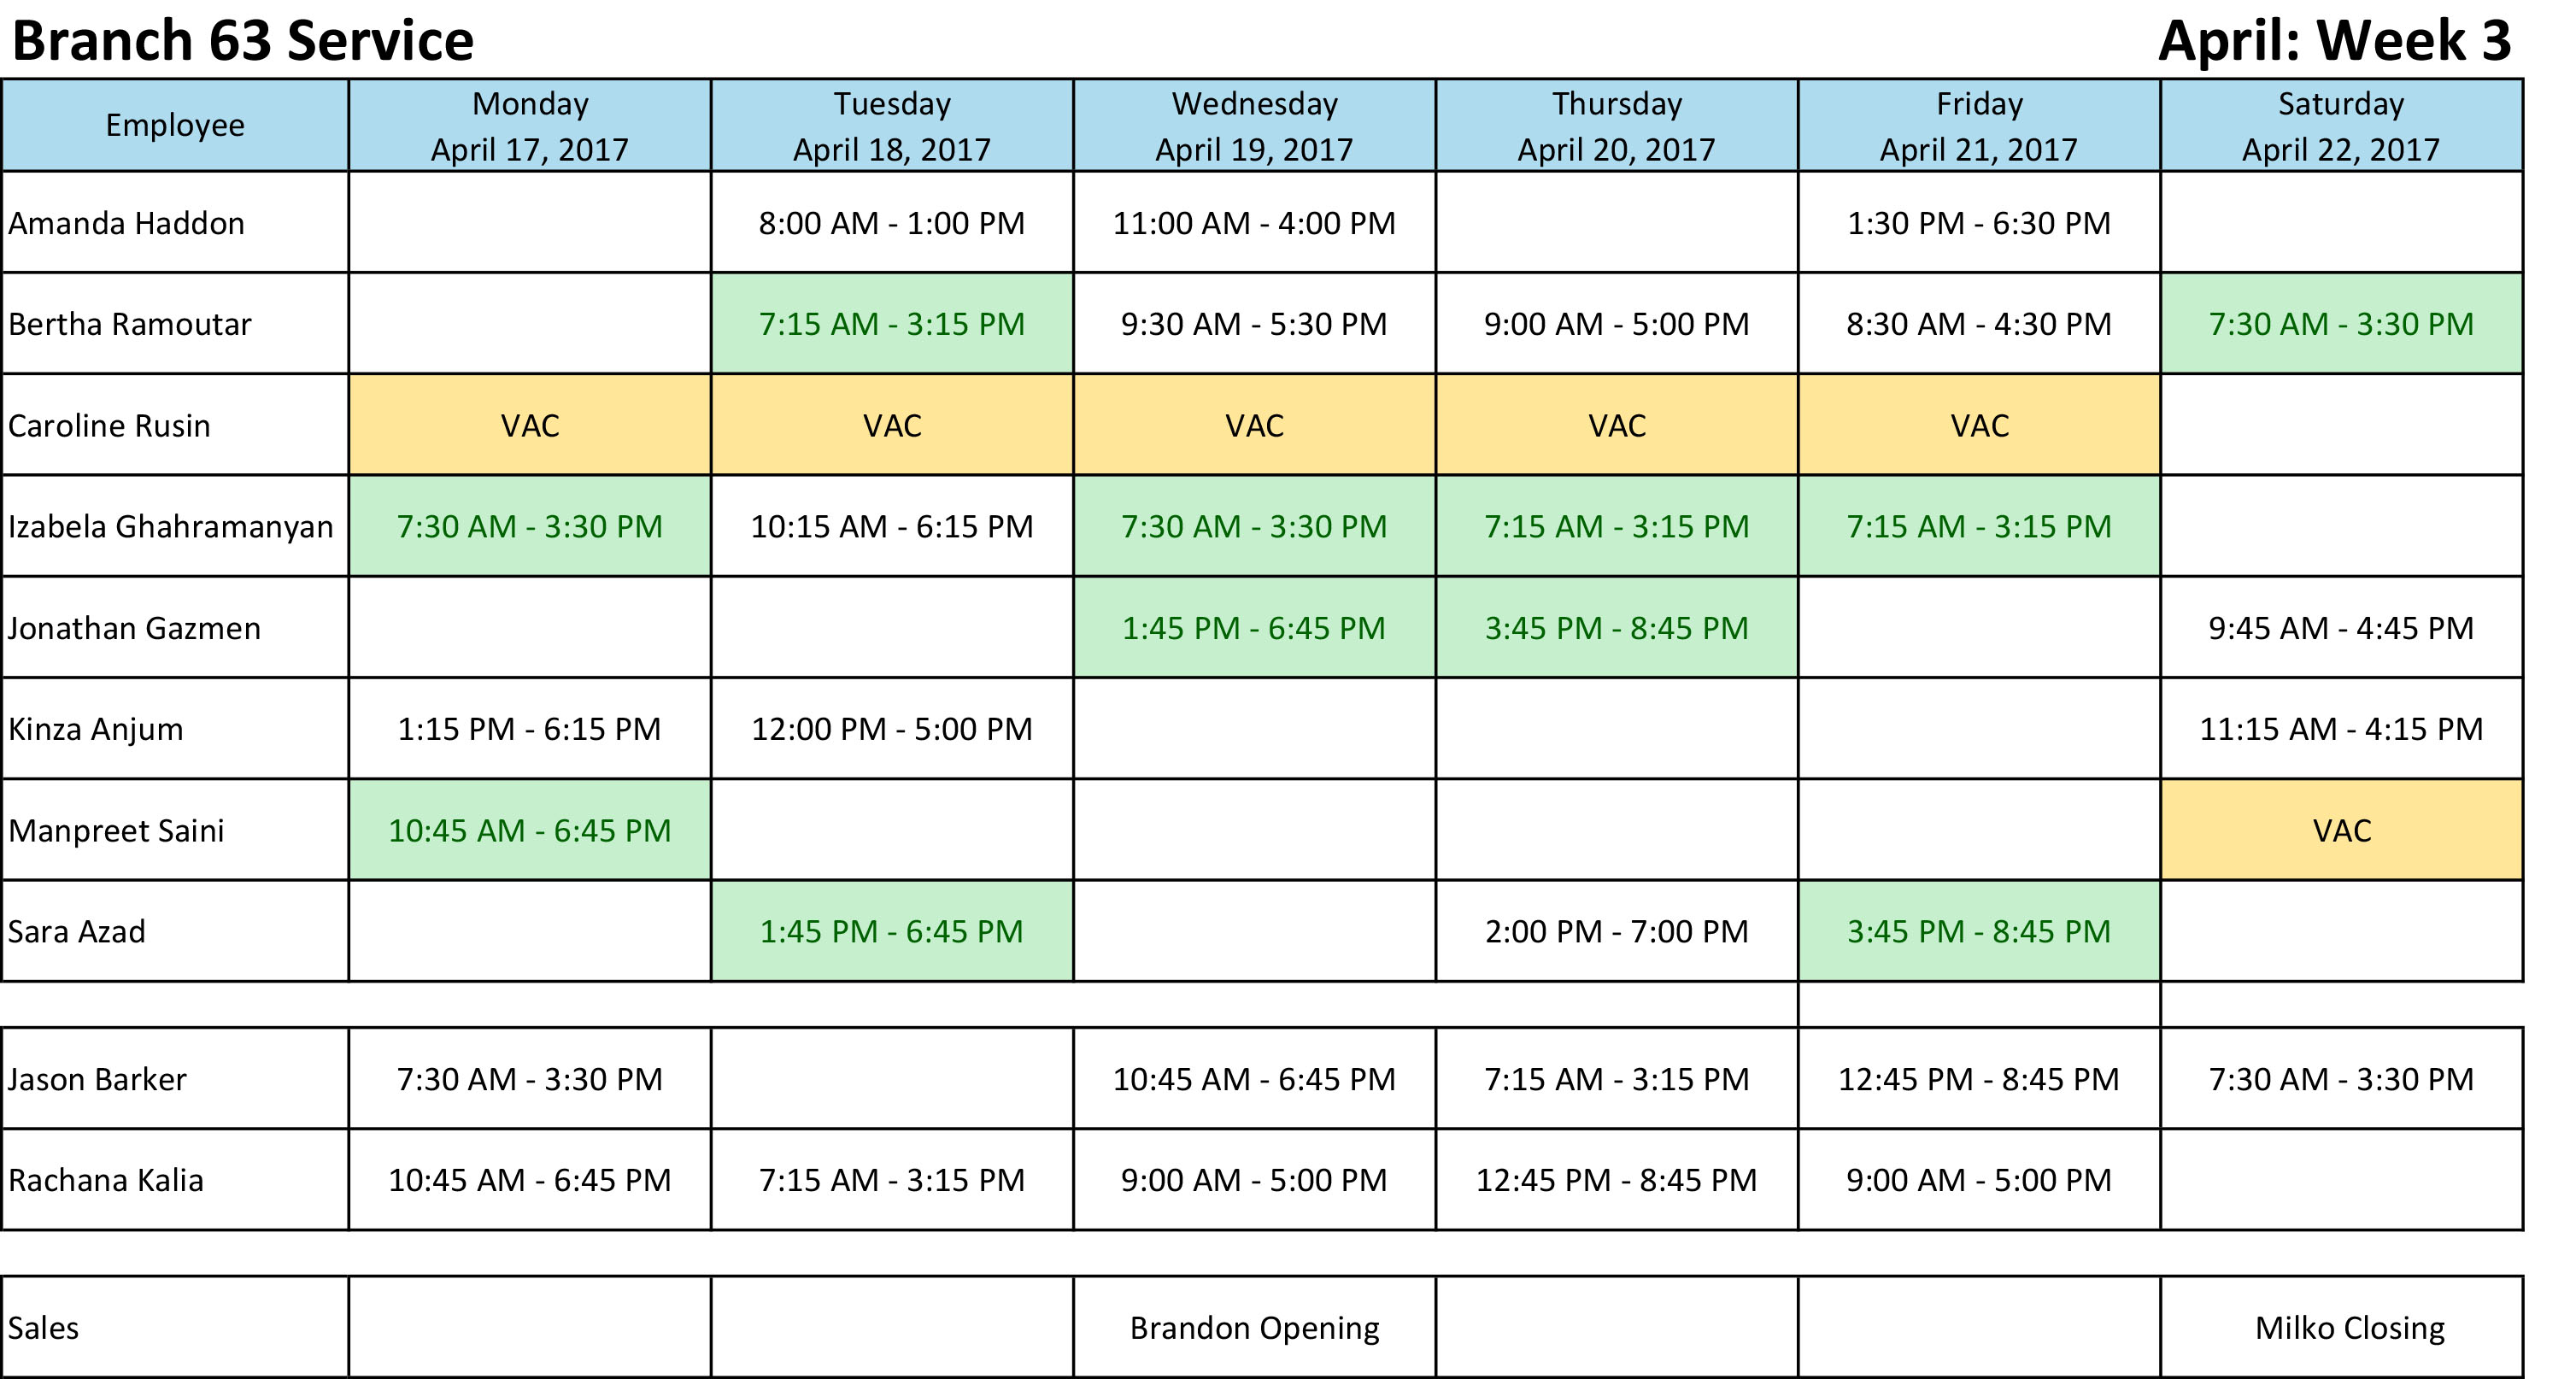 Branch 63 Service April: Week 3
Employee Monday Tuesday Wednesday Thursday Friday Saturday
April 17, 2017 April 18, 2017 April 19, 2017 April 20, 2017 April 21, 2017 April 22, 2017
Amanda Haddon 8:00 AM - 1:00 PM 11:00 AM - 4:00 PM 1:30 PM - 6:30 PM
Bertha Ramoutar 7:15 AM - 3:15 PM 9:30 AM - 5:30 PM 9:00 AM - 5:00 PM 8:30 AM - 4:30 PM 7:30 AM - 3:30 PM
Caroline Rusin VAC VAC VAC VAC VAC
Izabela Ghahramanyan 7:30 AM - 3:30 PM 10:15 AM - 6:15 PM 7:30 AM - 3:30 PM 7:15 AM - 3:15 PM 7:15 AM - 3:15 PM
Jonathan Gazmen 1:45 PM - 6:45 PM 3:45 PM - 8:45 PM 9:45 AM - 4:45 PM
Kinza Anjum 1:15 PM - 6:15 PM 12:00 PM - 5:00 PM 11:15 AM - 4:15 PM
Manpreet Saini 10:45 AM - 6:45 PM VAC
Sara Azad 1:45 PM - 6:45 PM 2:00 PM - 7:00 PM 3:45 PM - 8:45 PM
Jason Barker 7:30 AM - 3:30 PM 10:45 AM - 6:45 PM 7:15 AM - 3:15 PM 12:45 PM - 8:45 PM 7:30 AM - 3:30 PM
Rachana Kalia 10:45 AM - 6:45 PM 7:15 AM - 3:15 PM 9:00 AM - 5:00 PM 12:45 PM - 8:45 PM 9:00 AM - 5:00 PM
Sales Brandon Opening Milko Closing